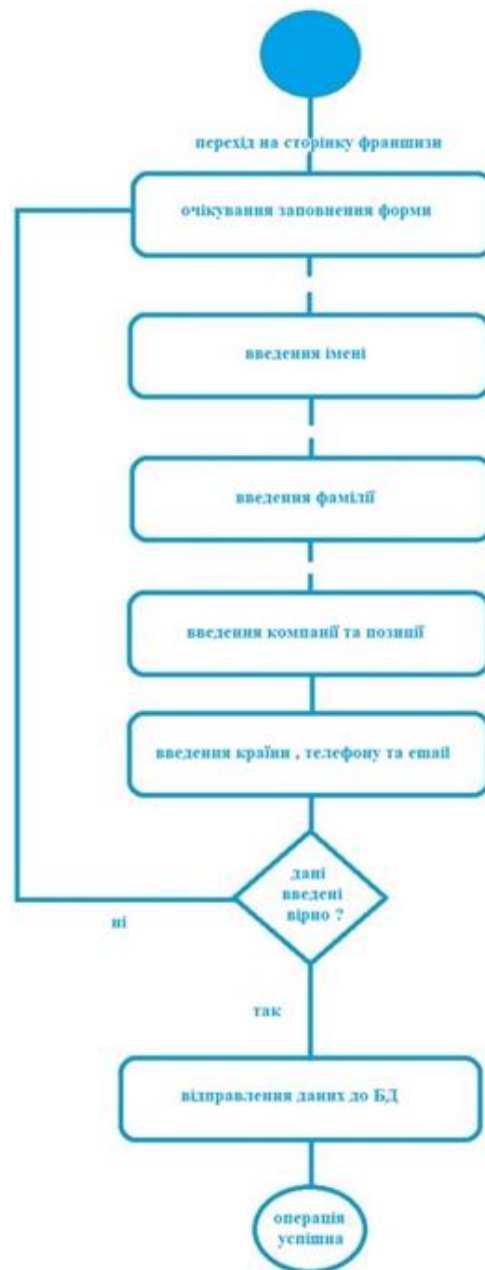 перехід на сторінку франшизи
очікування заповнення форми
введення імені
введення фамілії
введення компанії та позиції
введення країни , телефону та email
дані
введені
вірно ?
ні
так
відправлення даних до БД
операція
успішна